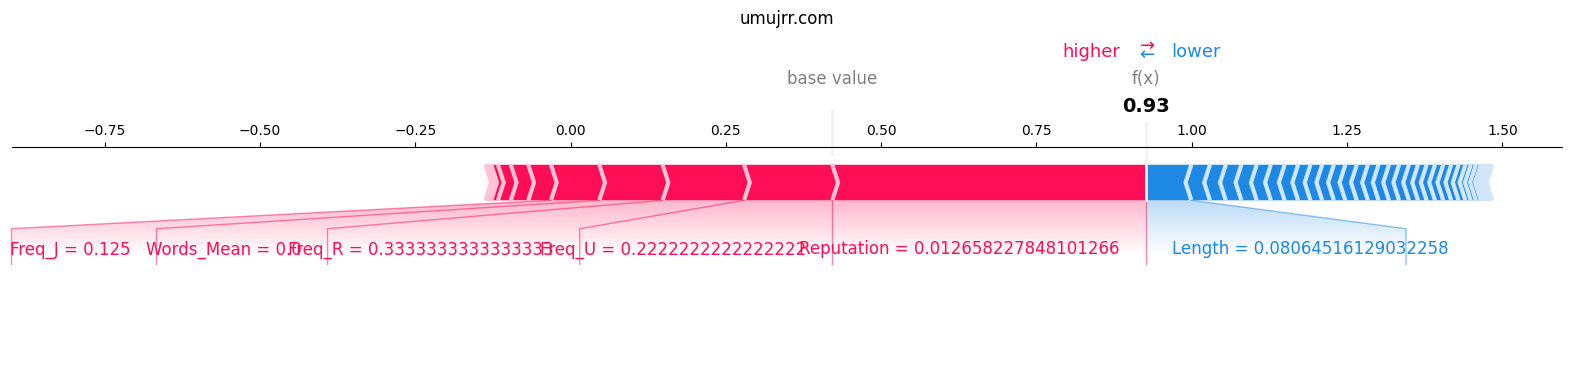 umujrr.com
higher ⇄ lower
base value f(x)
0.93
−0.75 −0.50 −0.25 0.00 0.25 0.50 0.75 1.00 1.25 1.50
Freq_J = 0.125 Words_Mean = 0.0 Freq_R = 0.3333333333333333 Freq_U = 0.2222222222222222 Reputation = 0.012658227848101266 Length = 0.08064516129032258